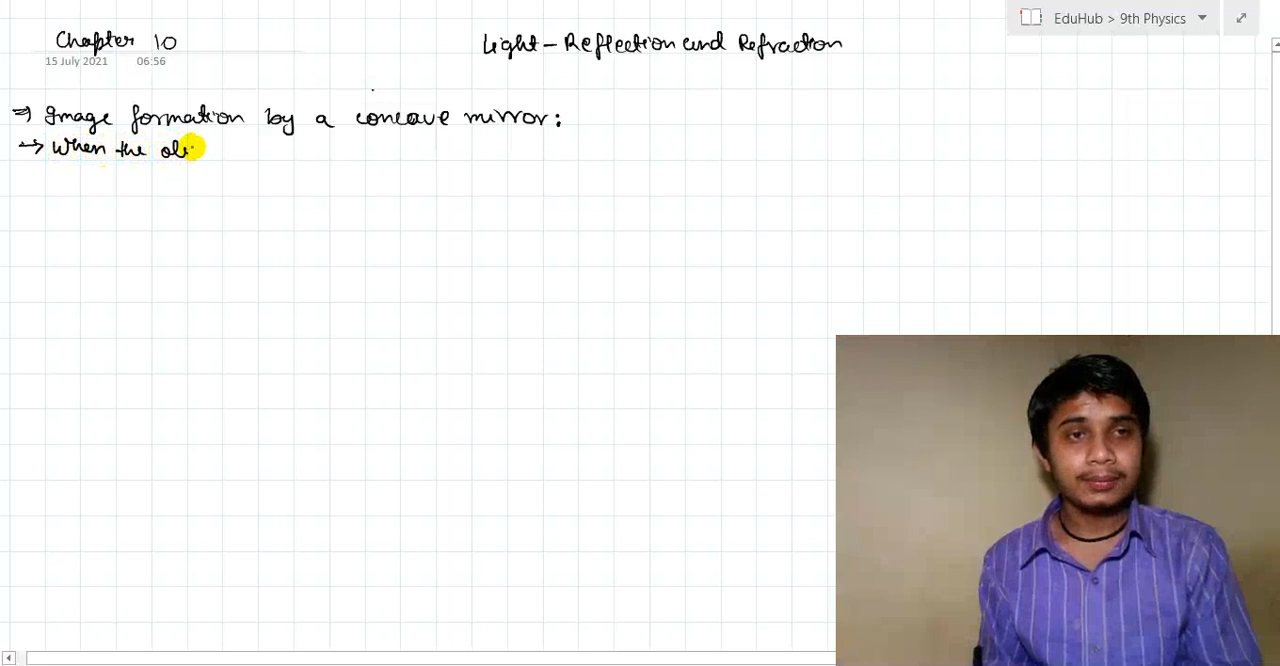 EduHub > 9th Physics
Chapter 10
Light - Reflection and Refraction
15 July 2021 06:56
⇒ Image formation by a concave mirror:
→ When the